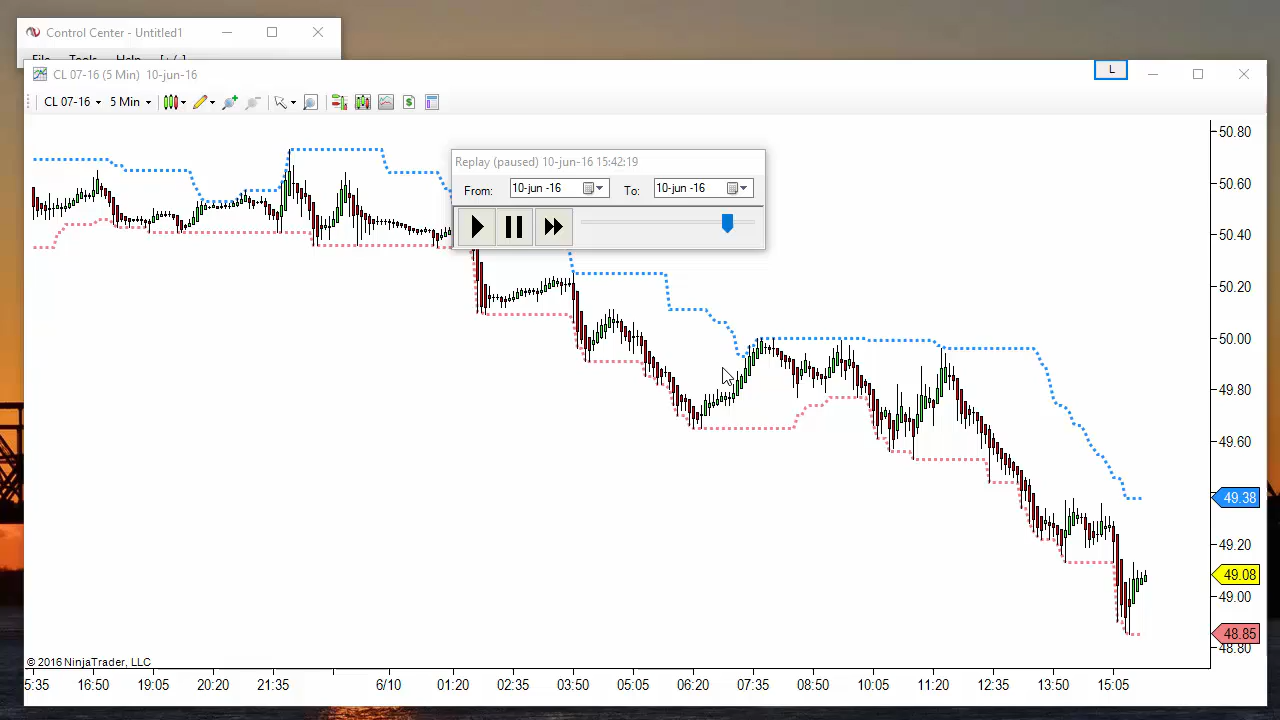 Control Center - Untitled1
File Tools Help [+/-]
CL 07-16 (5 Min) 10-jun-16
L
CL 07-16 5 Min
Replay (paused) 10-jun-16 15:42:19
From: 10-jun -16 To: 10-jun -16
50.80
50.60
50.40
50.20
50.00
49.80
49.60
49.38
49.20
49.08
49.00
48.85
48.80
© 2016 NinjaTrader, LLC
5:35 16:50 19:05 20:20 21:35 6/10 01:20 02:35 03:50 05:05 06:20 07:35 08:50 10:05 11:20 12:35 13:50 15:05